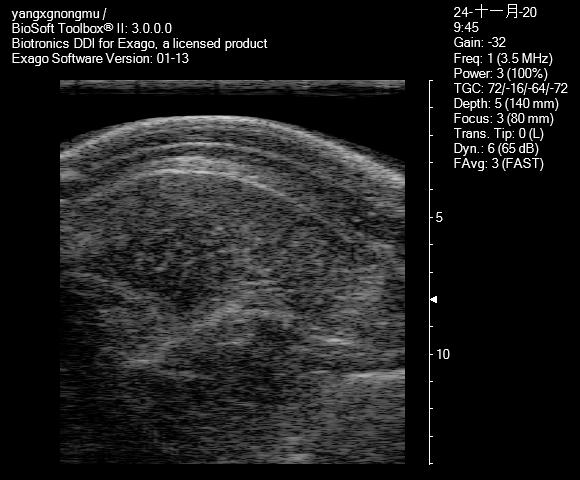 yangxgnongmu /
BioSoft Toolbox® II: 3.0.0.0
Biotronics DDI for Exago, a licensed product
Exago Software Version: 01-13
24-十一月-20
9:45
Gain: -32
Freq: 1 (3.5 MHz)
Power: 3 (100%)
TGC: 72/-16/-64/-72
Depth: 5 (140 mm)
Focus: 3 (80 mm)
Trans. Tip: 0 (L)
Dyn.: 6 (65 dB)
FAvg: 3 (FAST)
5
10